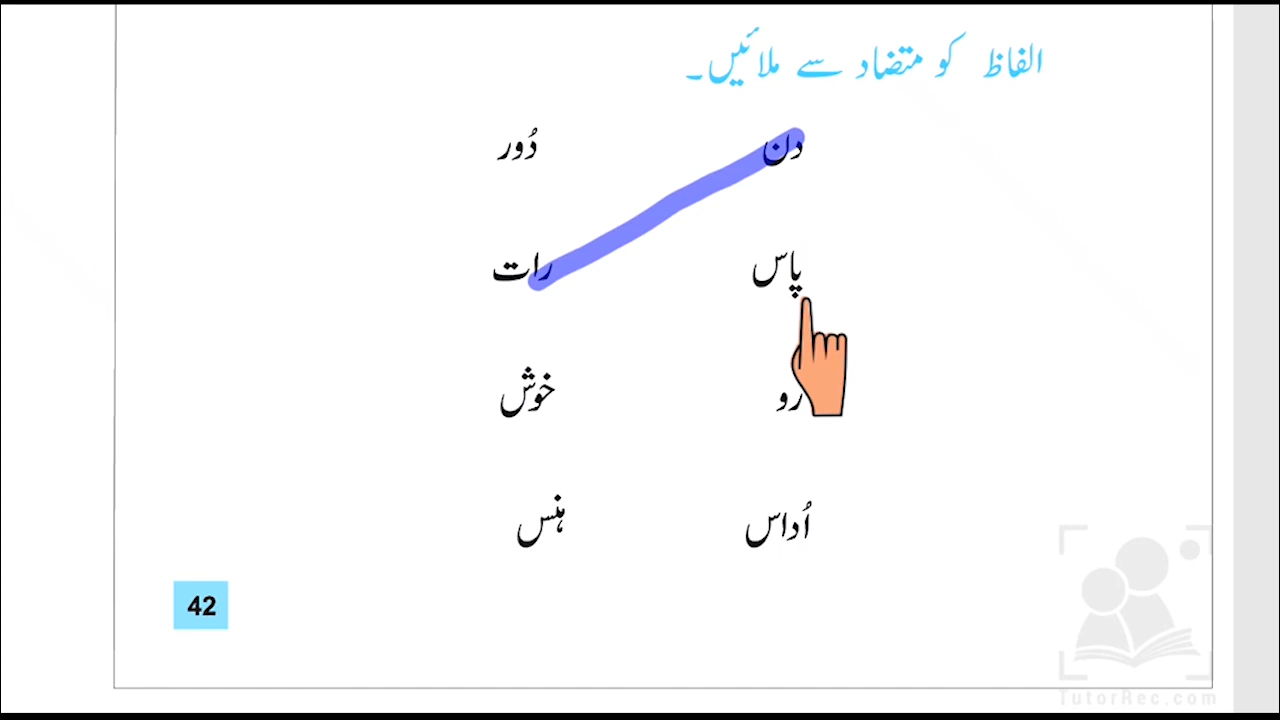 الفاظ کو متضاد سے ملائیں۔
دن دُور
پاس رات
رو خوش
اُداس ہنس
42
TutorRec.com